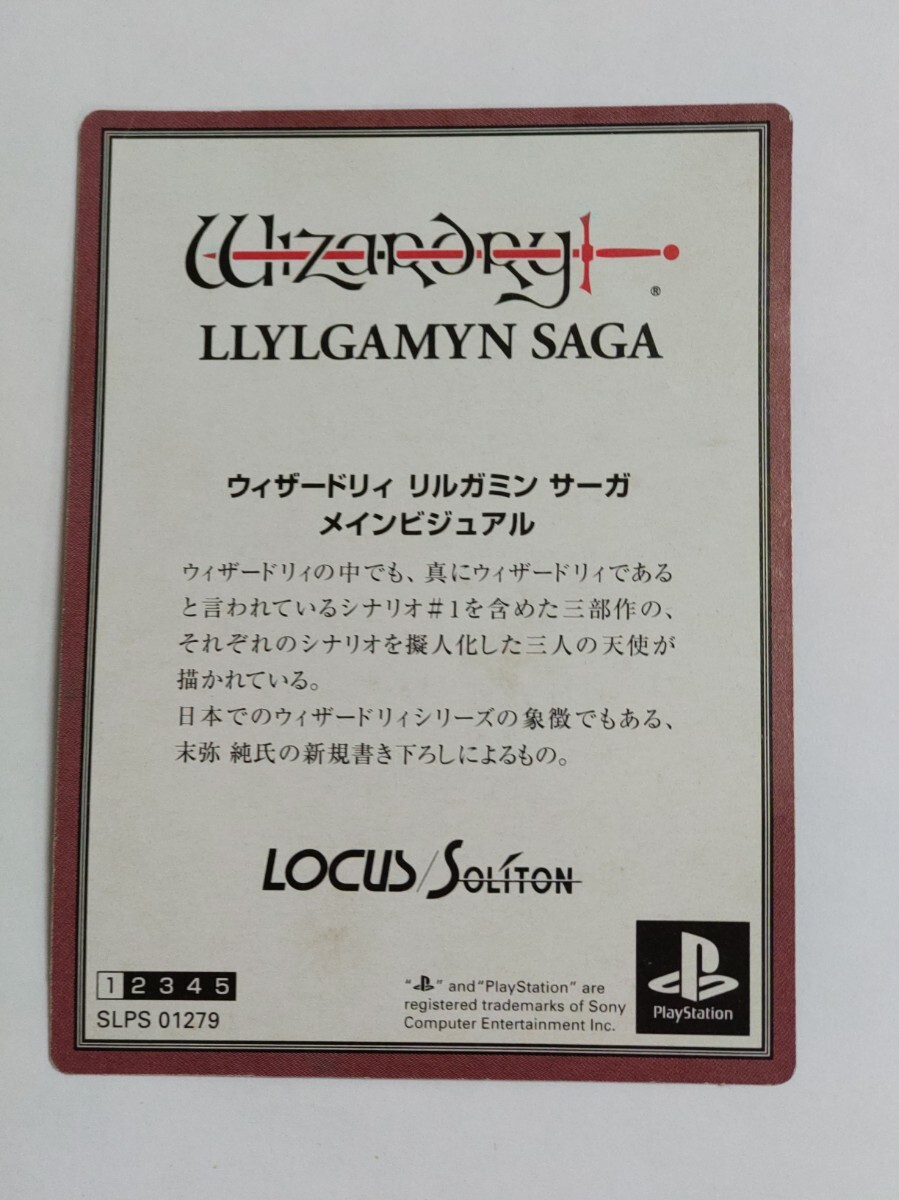 Wizardry
®
LLYLGAMYN SAGA
ウィザードリィ リルガミン サーガ
メインビジュアル
ウィザードリィの中でも、真にウィザードリィである
と言われているシナリオ#1を含めた三部作の、
それぞれのシナリオを擬人化した三人の天使が
描かれている。
日本でのウィザードリィシリーズの象徴でもある、
末弥 純氏の新規書き下ろしによるもの。
LOCUS/SOLITON
1 2 3 4 5
SLPS 01279
" " and "PlayStation" are
registered trademarks of Sony
Computer Entertainment Inc.
PlayStation